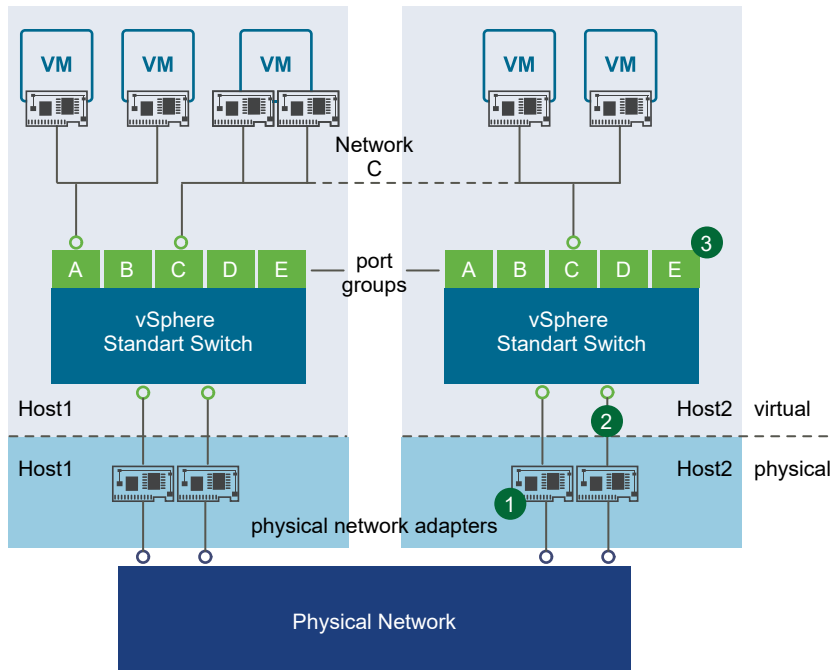 VM
VM
VM
VM
VM
Network
C
3
A B C D E
port
groups
A B C D E
vSphere
Standart Switch
vSphere
Standart Switch
Host1
2
Host2
virtual
Host1
Host2
physical
1
physical network adapters
Physical Network